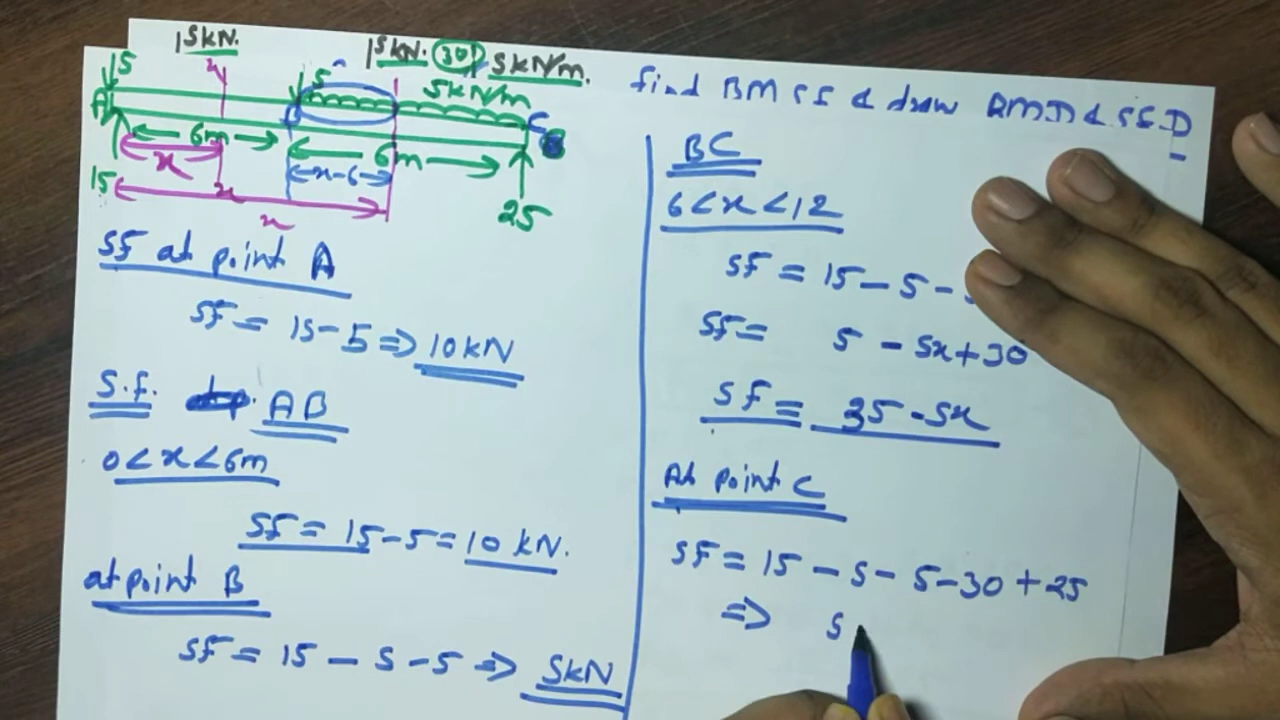 5kN. 5kN. 30 5kN/m.
find BM SF & draw BMD & SFD
5 5 5kN/m
A B C
6m 6m
x x-6
15 x
x 25
SF at point A
SF = 15-5 => 10kN
S.F. AB
0<x<6m
SF = 15-5 = 10 kN.
at point B
SF = 15 - 5 - 5 => 5kN
BC
6<x<12
SF = 15 - 5 -
SF = 5 - 5x+30
SF = 35-5x
At point C
SF = 15 - 5 - 5-30 + 25
=> 5